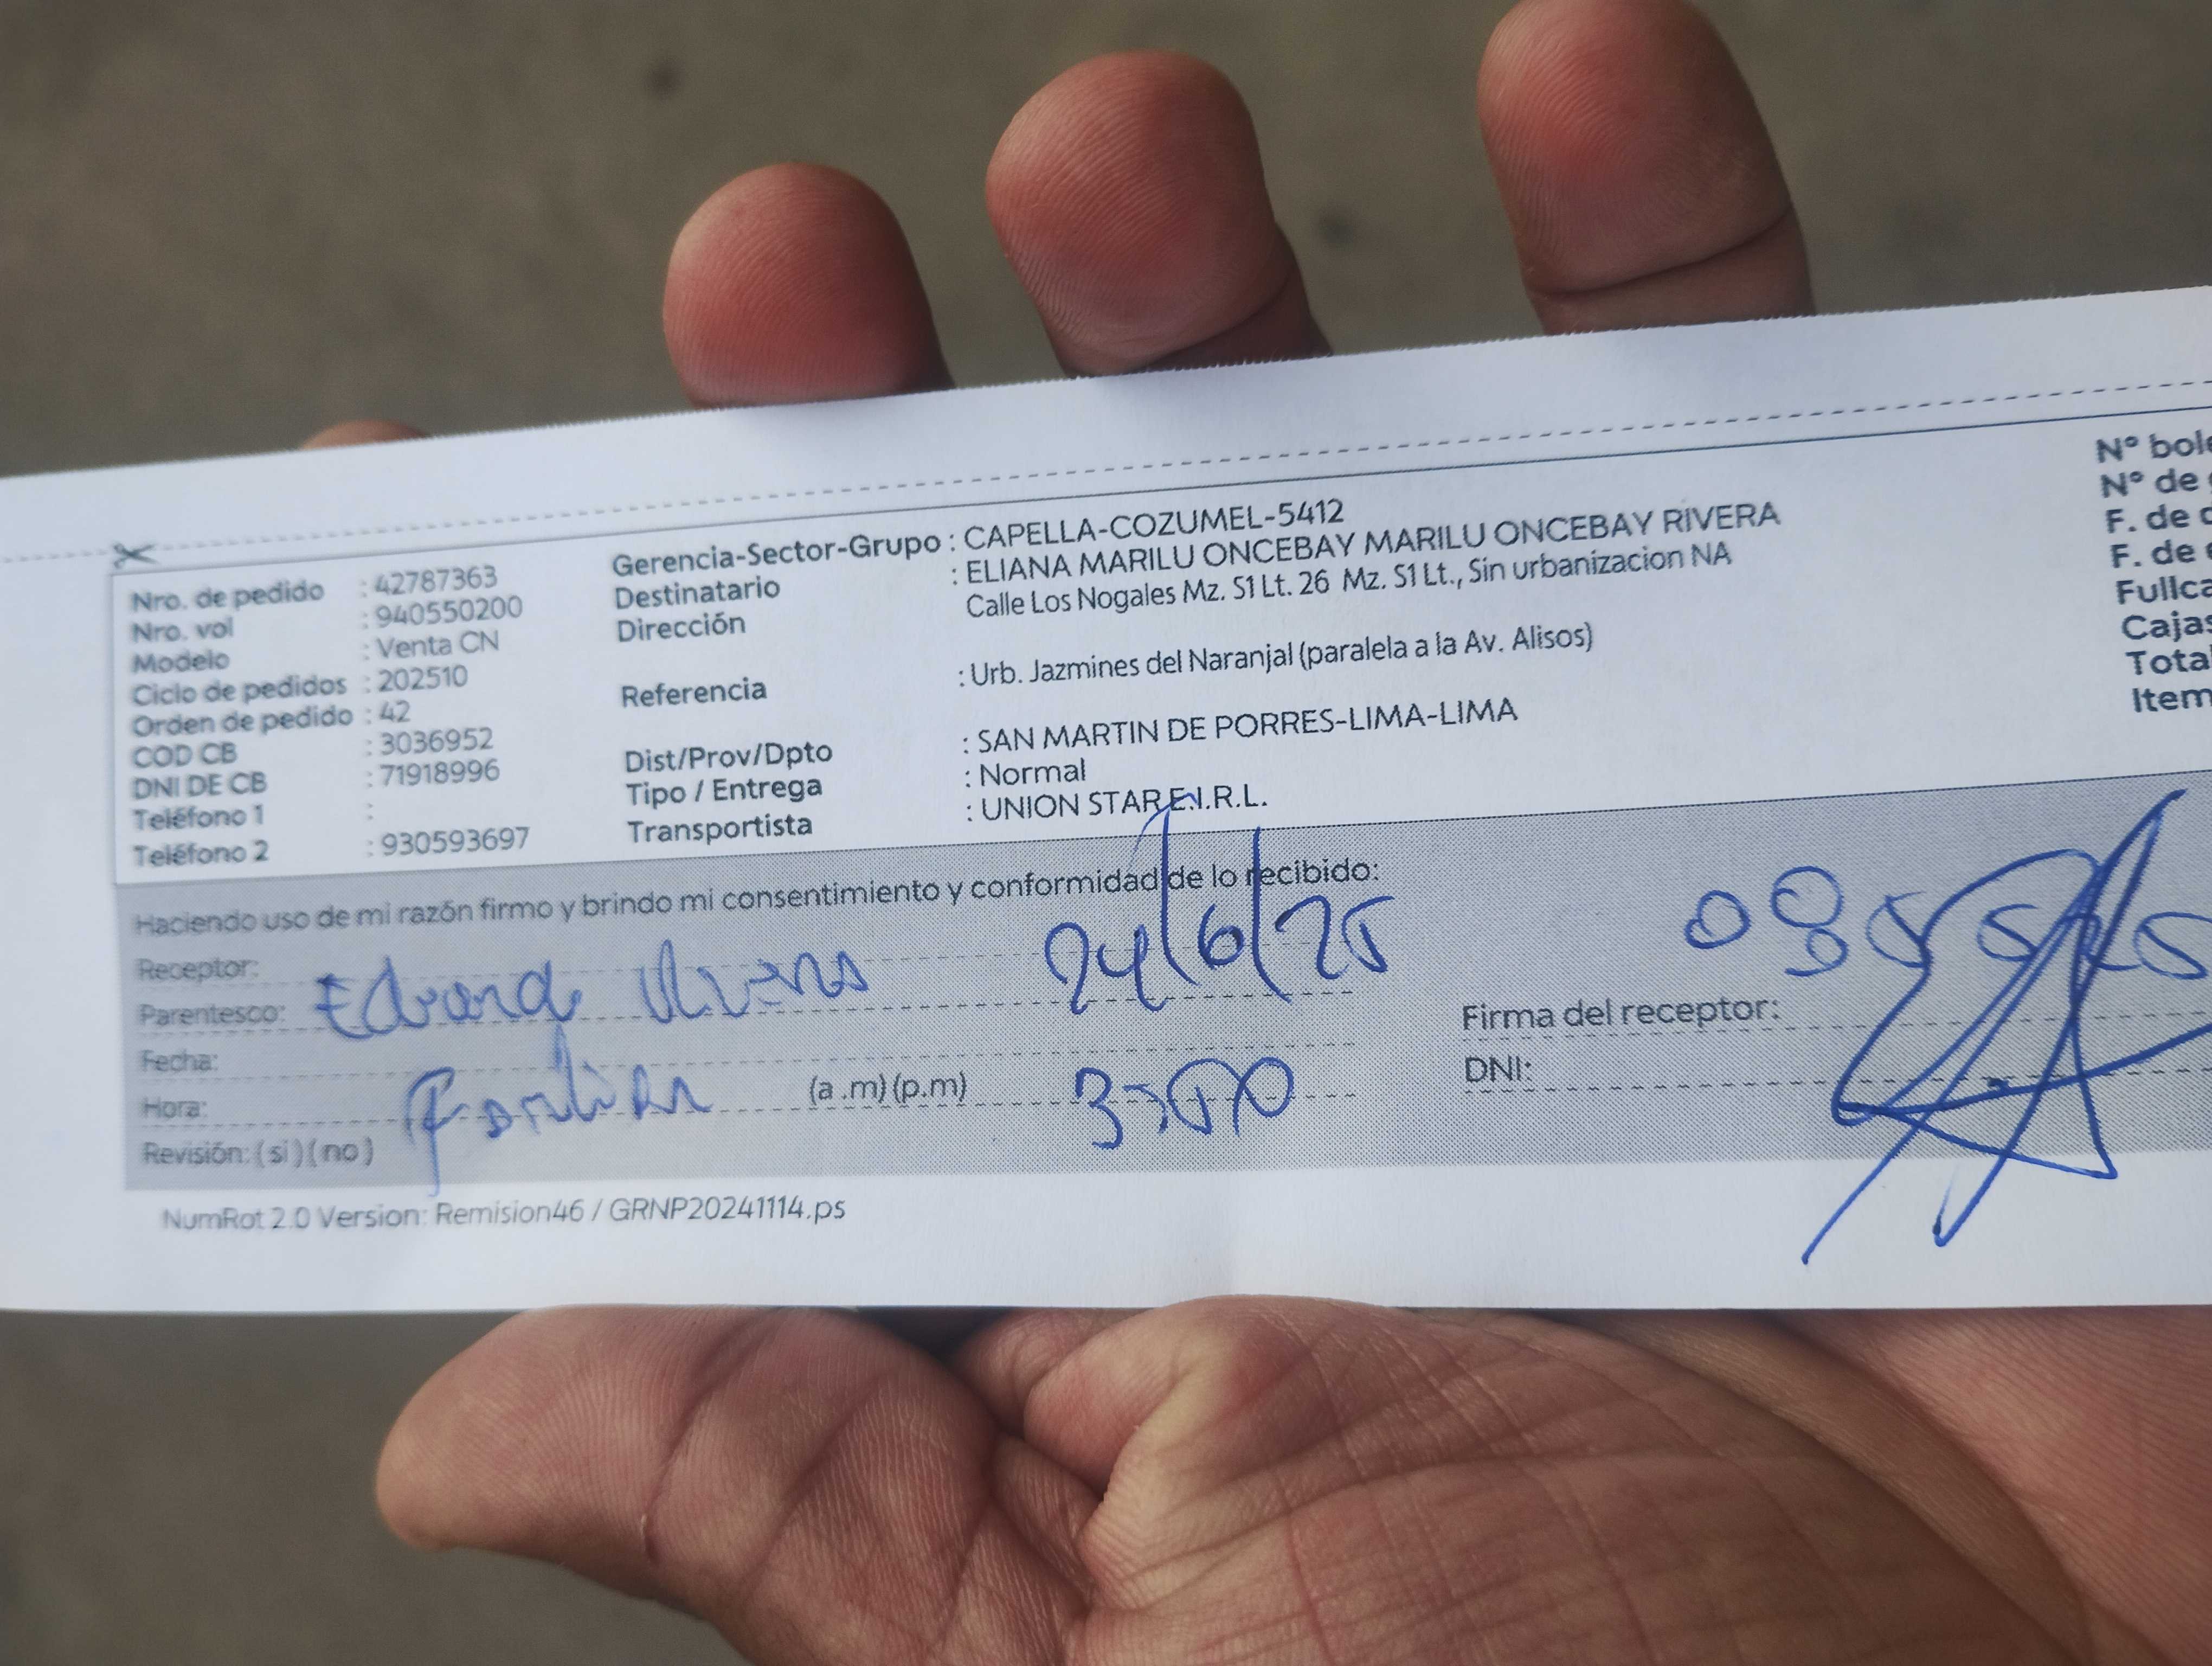 Nro. de pedido : 42787363
Nro. vol : 940550200
Modelo : Venta CN
Ciclo de pedidos : 202510
Orden de pedido : 42
COD CB : 3036952
DNI DE CB : 71918996
Teléfono 1 :
Teléfono 2 : 930593697
Gerencia-Sector-Grupo : CAPELLA-COZUMEL-5412
Destinatario : ELIANA MARILU ONCEBAY MARILU ONCEBAY RIVERA
Dirección Calle Los Nogales Mz. S1 Lt. 26 Mz. S1 Lt., Sin urbanizacion NA
Referencia : Urb. Jazmines del Naranjal (paralela a la Av. Alisos)
Dist/Prov/Dpto : SAN MARTIN DE PORRES-LIMA-LIMA
Tipo / Entrega : Normal
Transportista : UNION STAR E.I.R.L.
N° bole
N° de
F. de
F. de
Fullca
Cajas
Tota
Item
Haciendo uso de mi razón firmo y brindo mi consentimiento y conformidad de lo recibido:
Receptor:
Parentesco:
24/6/25
Fecha:
Hora: (a .m) (p.m)
Revisión: ( si ) ( no )
Firma del receptor:
DNI:
NumRot 2.0 Version: Remision46 / GRNP20241114.ps